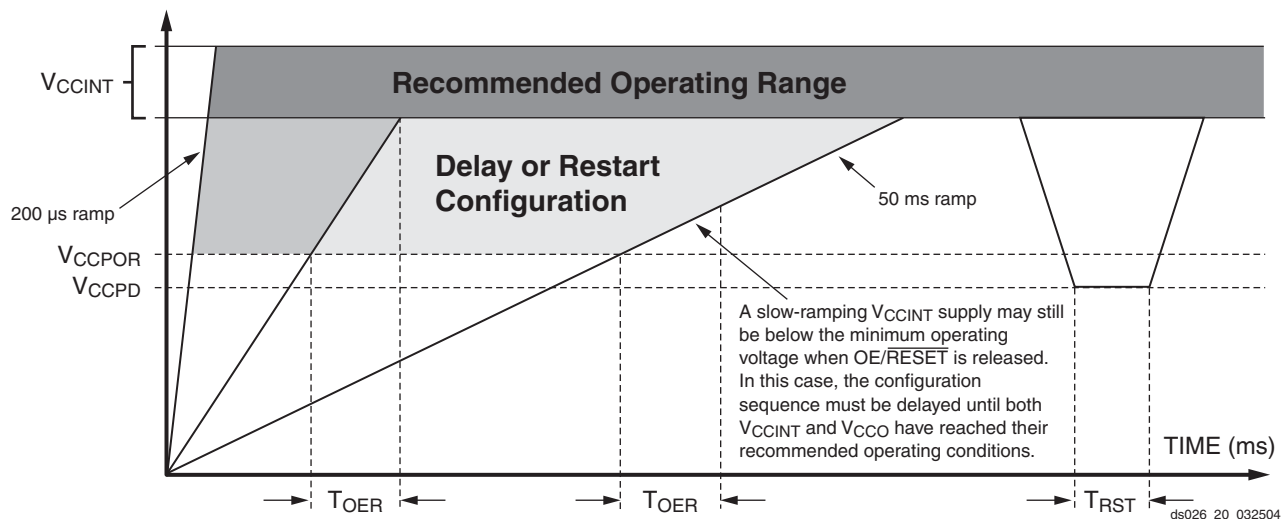 VCCINT
Recommended Operating Range
Delay or Restart
Configuration
200 µs ramp
50 ms ramp
VCCPOR
VCCPD
A slow-ramping VCCINT supply may still
be below the minimum operating
voltage when OE/RESET is released.
In this case, the configuration
sequence must be delayed until both
VCCINT and VCCO have reached their
recommended operating conditions.
TIME (ms)
TOER
TOER
TRST
ds026_20_032504